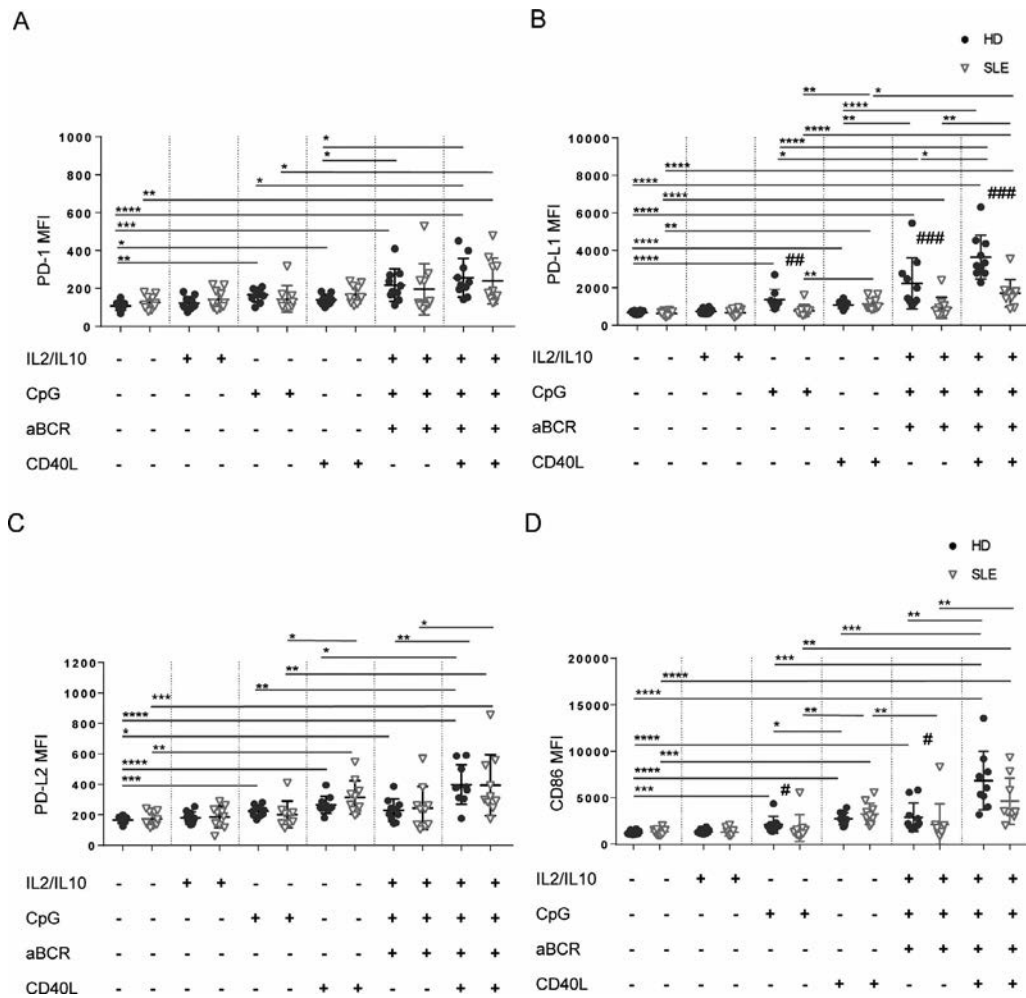 A
PD-1 MFI
1000
800
600
400
200
0
*
*
*
*
**
****
***
*
**
IL2/IL10 - - + + - - - - + + + +
CpG - - - - + + - - + + + +
aBCR - - - - - - - - + + + +
CD40L - - - - - - + + - - + +
B
HD
SLE
PD-L1 MFI
10000
8000
6000
4000
2000
0
** *
****
** **
****
****
* *
****
****
###
****
****
** ###
****
****
##
**
IL2/IL10 - - + + - - - - + + + +
CpG - - - - + + - - + + + +
aBCR - - - - - - - - + + + +
CD40L - - - - - - + + - - + +
C
PD-L2 MFI
1200
1000
800
600
400
200
0
*
* **
*
**
**
***
****
*
**
****
***
IL2/IL10 - - + + - - - - + + + +
CpG - - - - + + - - + + + +
aBCR - - - - - - - - + + + +
CD40L - - - - - - + + - - + +
D
HD
SLE
CD86 MFI
20000
15000
10000
5000
0
**
**
***
**
***
****
****
** **
*
**** #
***
****
*** #
IL2/IL10 - - + + - - - - + + + +
CpG - - - - + + - - + + + +
aBCR - - - - - - - - + + + +
CD40L - - - - - - + + - - + +